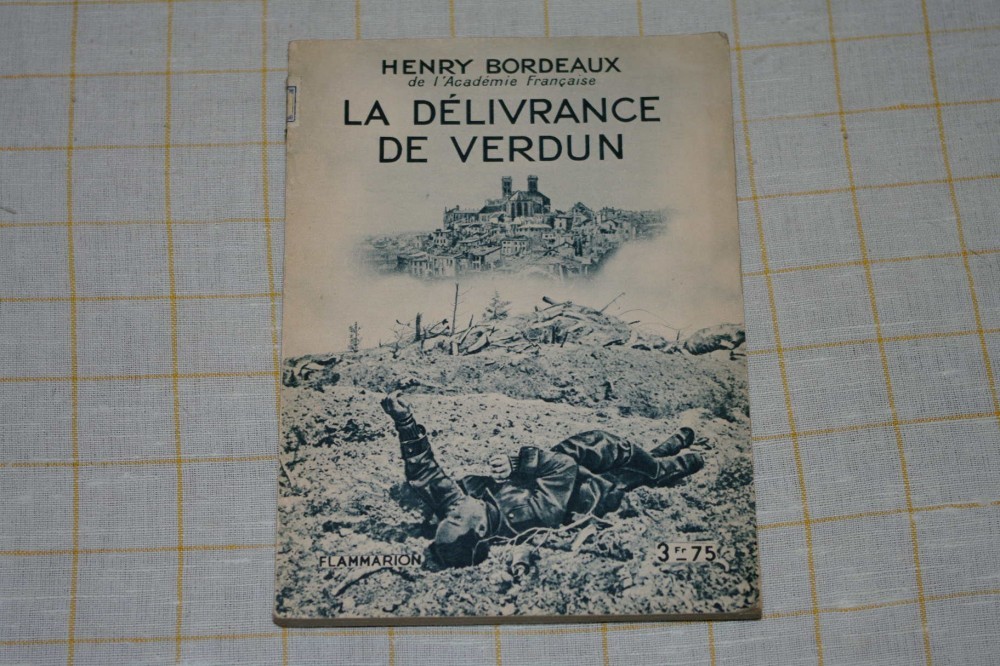 HENRY BORDEAUX
de l'Académie Française
LA DÉLIVRANCE
DE VERDUN
FLAMMARION
3 Fr 75